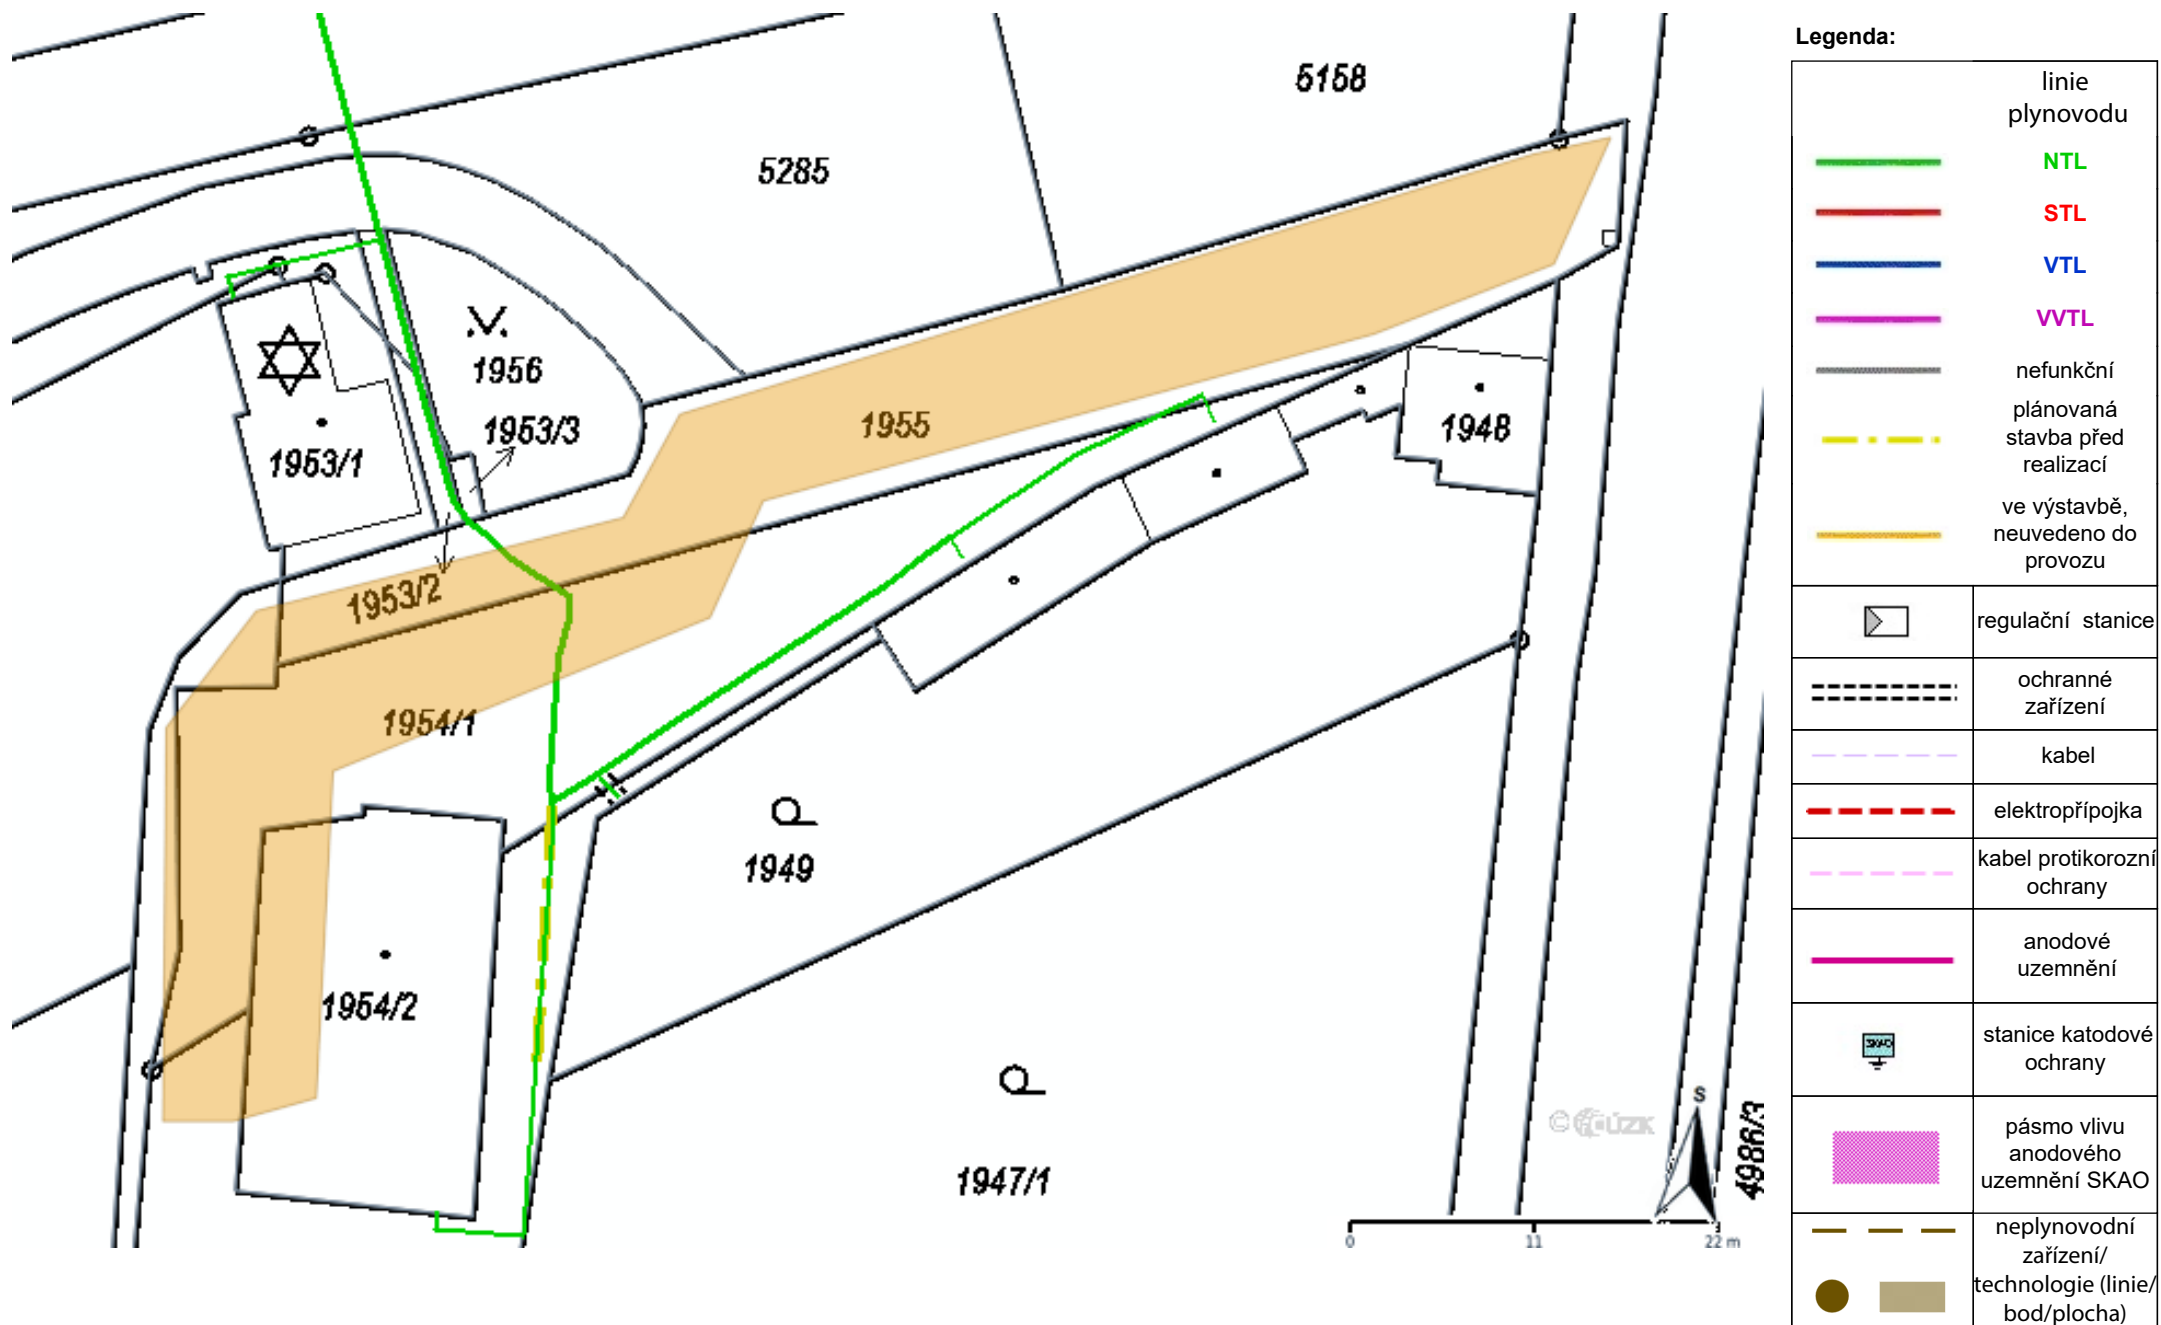 5158
5285
1956
1953/3
1953/1
1955
1948
1953/2
1954/1
1949
1954/2
1947/1
4986/3
© ČÚZK
S
0 11 22 m
Legenda:
linie
plynovodu
NTL
STL
VTL
VVTL
nefunkční
plánovaná
stavba před
realizací
ve výstavbě,
neuvedeno do
provozu
regulační stanice
ochranné
zařízení
kabel
elektropřípojka
kabel protikorozní
ochrany
anodové
uzemnění
SKAO
stanice katodové
ochrany
pásmo vlivu
anodového
uzemnění SKAO
neplynovodní
zařízení/
technologie (linie/
bod/plocha)